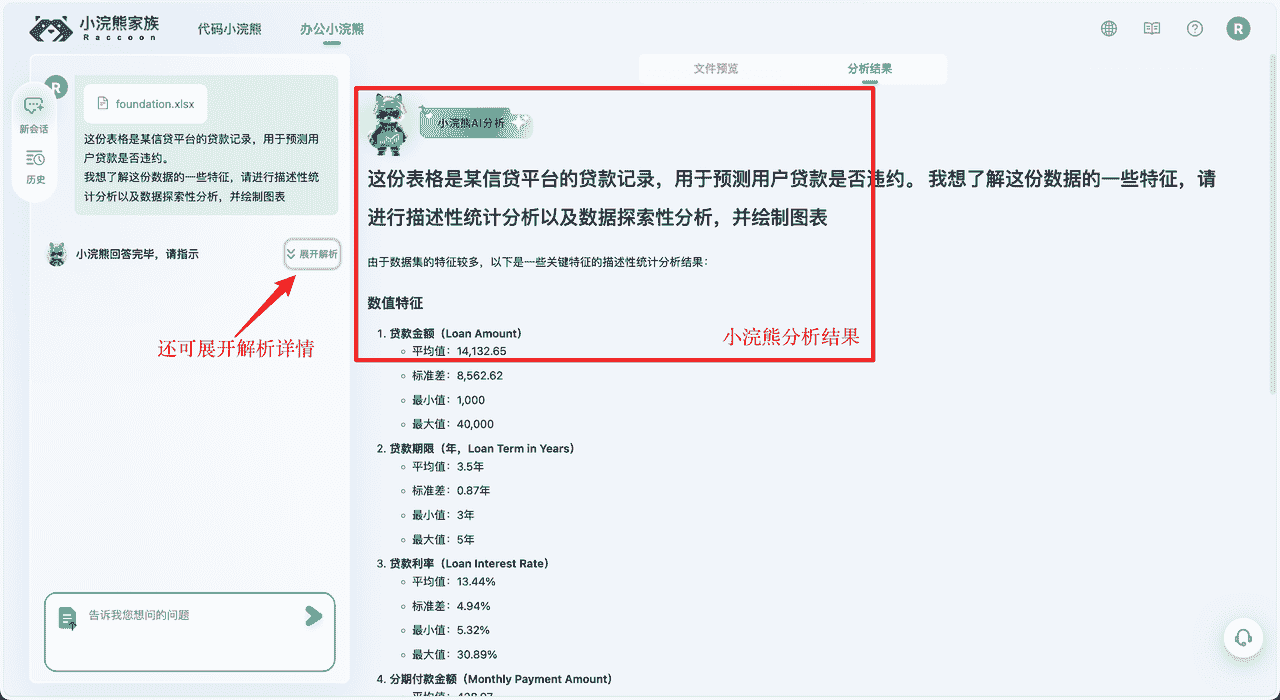 小浣熊家族
Raccoon
代码小浣熊
办公小浣熊
R
文件预览
分析结果
新会话
历史
R
foundation.xlsx
这份表格是某信贷平台的贷款记录，用于预测用
户贷款是否违约。
我想了解这份数据的一些特征，请进行描述性统
计分析以及数据探索性分析，并绘制图表
小浣熊回答完毕，请指示
展开解析
还可展开解析详情
告诉我您想问的问题
小浣熊AI分析
这份表格是某信贷平台的贷款记录，用于预测用户贷款是否违约。 我想了解这份数据的一些特征，请
进行描述性统计分析以及数据探索性分析，并绘制图表
由于数据集的特征较多，以下是一些关键特征的描述性统计分析结果：
数值特征
1. 贷款金额（Loan Amount）
平均值：14,132.65
小浣熊分析结果
标准差：8,562.62
最小值：1,000
最大值：40,000
2. 贷款期限（年，Loan Term in Years）
平均值：3.5年
标准差：0.87年
最小值：3年
最大值：5年
3. 贷款利率（Loan Interest Rate）
平均值：13.44%
标准差：4.94%
最小值：5.32%
最大值：30.89%
4. 分期付款金额（Monthly Payment Amount）